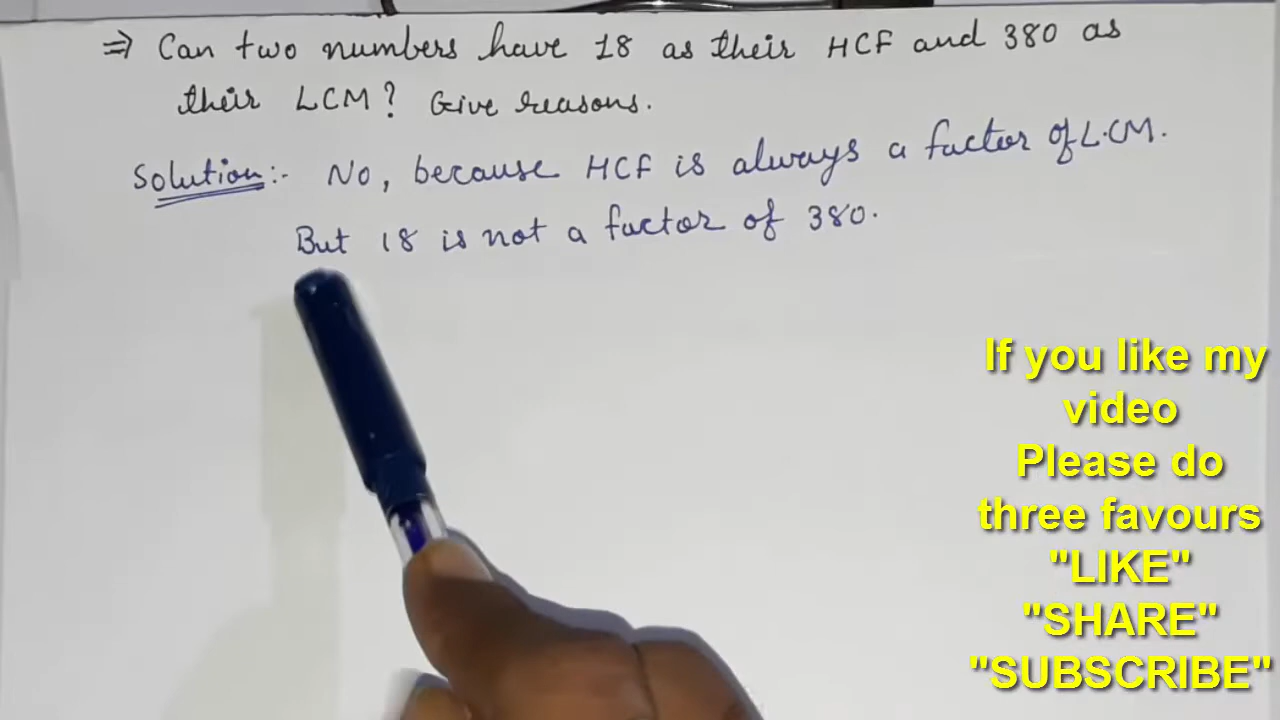 ⇒ Can two numbers have 18 as their HCF and 380 as
their LCM? Give reasons.
Solution:- No, because HCF is always a factor of L.CM.
But 18 is not a factor of 380.
If you like my
video
Please do
three favours
"LIKE"
"SHARE"
"SUBSCRIBE"